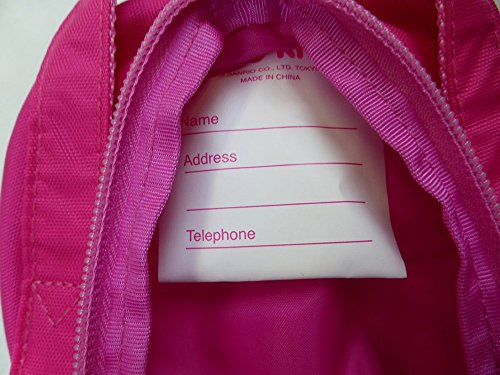 SANRIO CO., LTD. TOKYO
MADE IN CHINA
Name
Address
Telephone